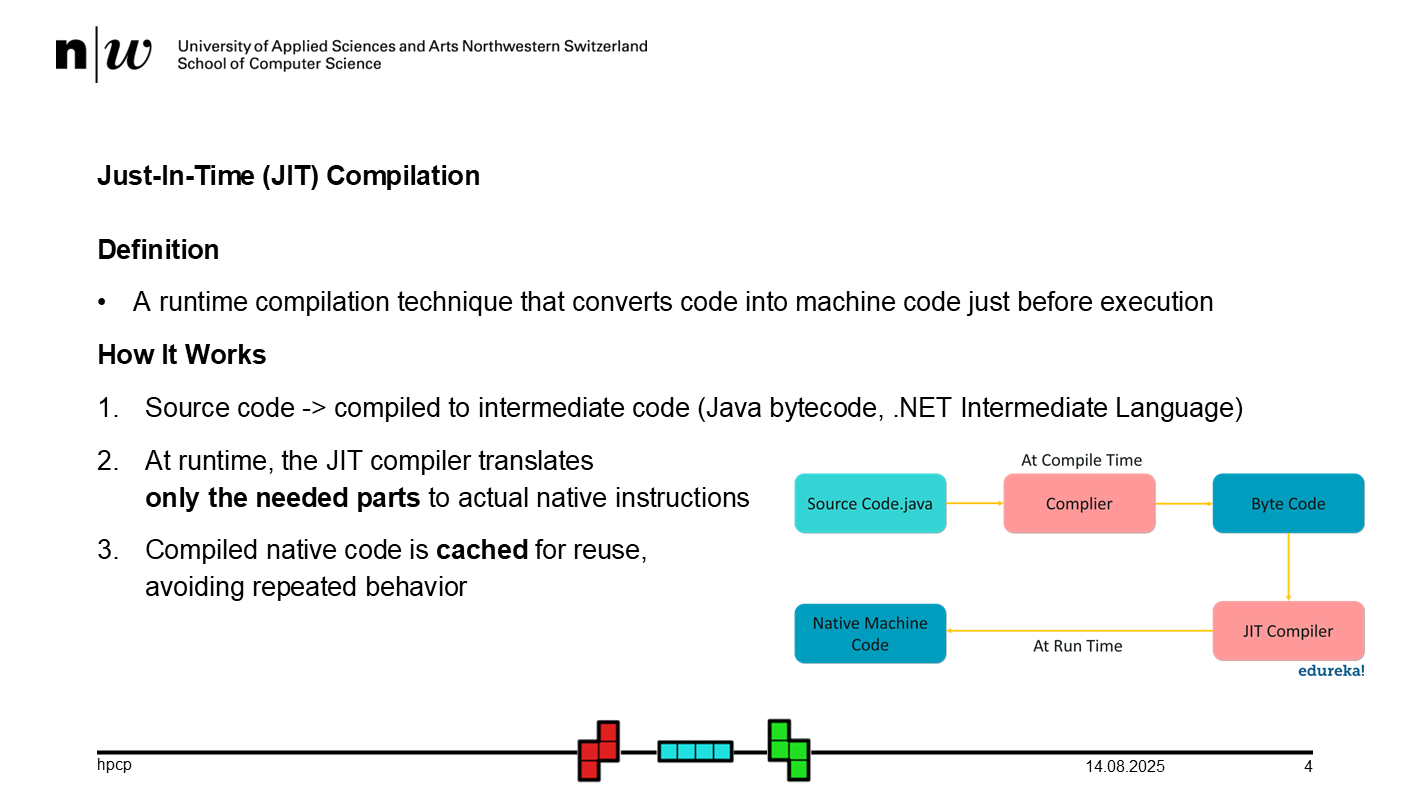 n|w University of Applied Sciences and Arts Northwestern Switzerland
School of Computer Science
Just-In-Time (JIT) Compilation
Definition
• A runtime compilation technique that converts code into machine code just before execution
How It Works
1. Source code -> compiled to intermediate code (Java bytecode, .NET Intermediate Language)
2. At runtime, the JIT compiler translates
only the needed parts to actual native instructions
3. Compiled native code is cached for reuse,
avoiding repeated behavior
At Compile Time
Source Code.java
Complier
Byte Code
Native Machine
Code
At Run Time
JIT Compiler
edureka!
hpcp
14.08.2025
4